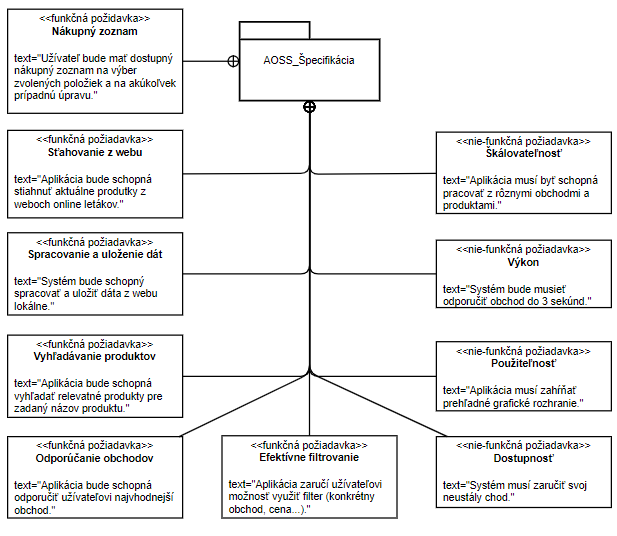 <<funkčná požidavka>>
Nákupný zoznam
text="Užívateľ bude mať dostupný
nákupný zoznam na výber
zvolených položiek a na akúkoľvek
prípadnú úpravu."
AOSS_Špecifikácia
<<funkčná požiadavka>>
Sťahovanie z webu
text="Aplikácia bude schopná
stiahnuť aktuálne produtky z
weboch online letákov."
<<nie-funkčná požiadavka>>
Škálovateľnosť
text="Aplikácia musí byť schopná
pracovať z rôznymi obchodmi a
produktami."
<<funkčná požiadavka>>
Spracovanie a uloženie dát
text="Systém bude schopný
spracovať a uložiť dáta z webu
lokálne."
<<nie-funkčná požiadavka>>
Výkon
text="Systém bude musieť
odporučiť obchod do 3 sekúnd."
<<funkčná požiadavka>>
Vyhľadávanie produktov
text="Aplikácia bude schopná
vyhľadať relevatné produkty pre
zadaný názov produktu."
<<nie-funkčná požiadavka>>
Použiteľnosť
text="Aplikácia musí zahŕňať
prehľadné grafické rozhranie."
<<funkčná požiadavka>>
Odporúčanie obchodov
text="Aplikácia bude schopná
odporučiť užívateľovi najvhodnejší
obchod."
<<funkčná požiadavka>>
Efektívne filtrovanie
text="Aplikácia zaručí užívateľovi
možnosť využiť filter (konkrétny
obchod, cena...)."
<<nie-funkčná požiadavka>>
Dostupnosť
text="Systém musí zaručiť svoj
neustály chod."